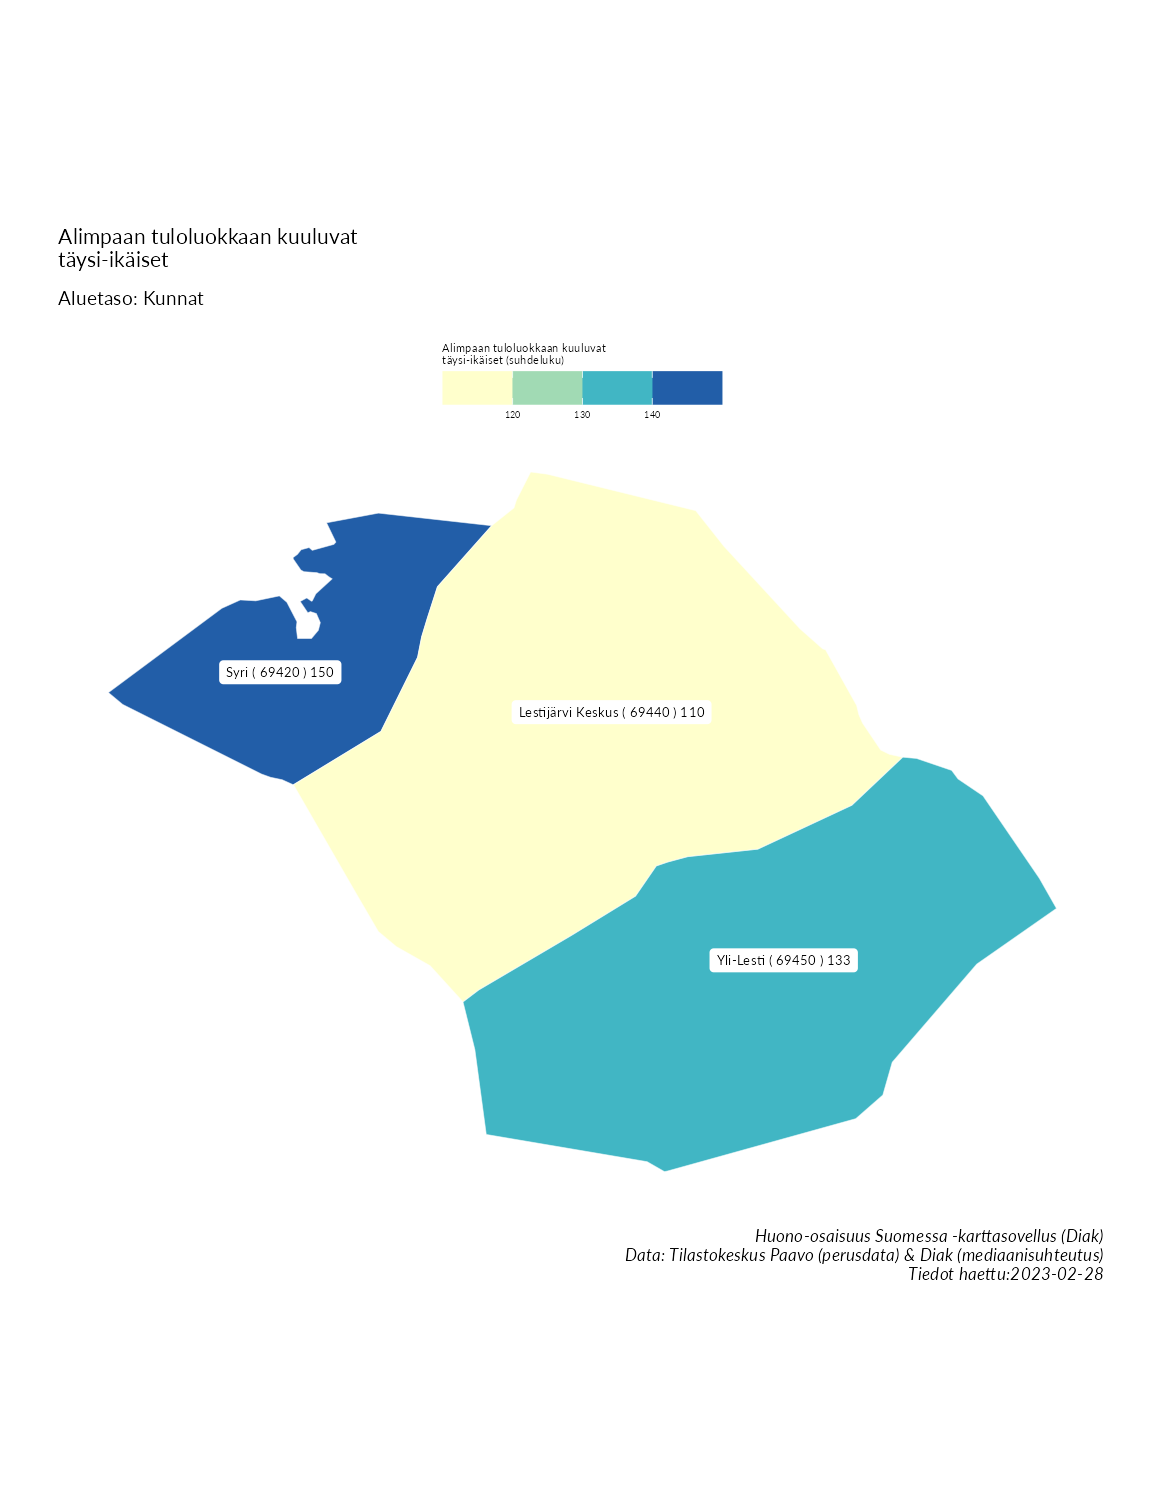 Alimpaan tuloluokkaan kuuluvat
täysi-ikäiset
Aluetaso: Kunnat
Alimpaan tuloluokkaan kuuluvat
täysi-ikäiset (suhdeluku)
120 130 140
Syri ( 69420 ) 150
Lestijärvi Keskus ( 69440 ) 110
Yli-Lesti ( 69450 ) 133
Huono-osaisuus Suomessa -karttasovellus (Diak)
Data: Tilastokeskus Paavo (perusdata) & Diak (mediaanisuhteutus)
Tiedot haettu:2023-02-28